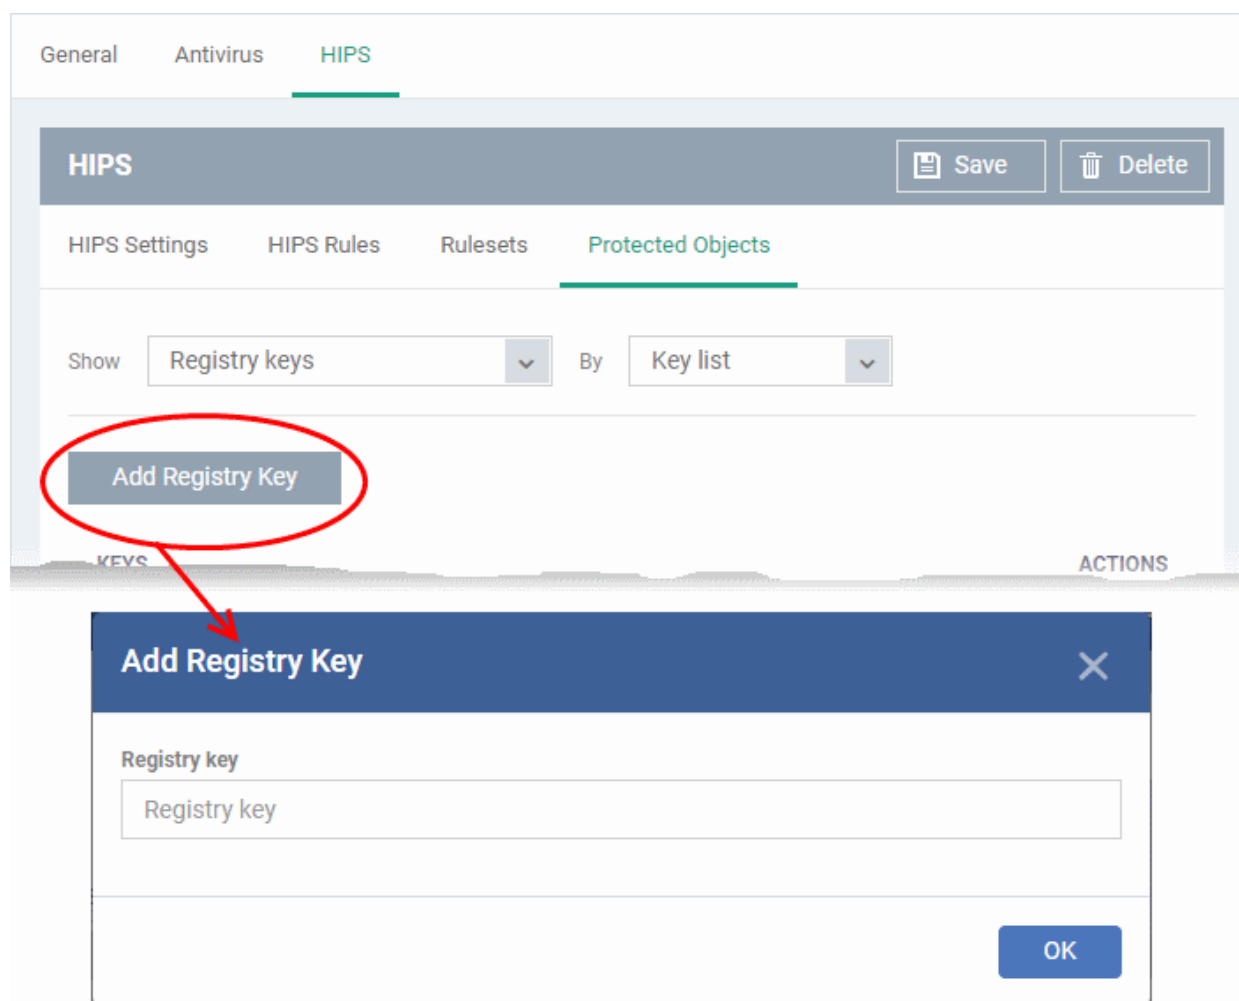 General Antivirus HIPS
HIPS Save Delete
HIPS Settings HIPS Rules Rulesets Protected Objects
Show Registry keys By Key list
Add Registry Key
KEYS ACTIONS
Add Registry Key
Registry key
Registry key
OK